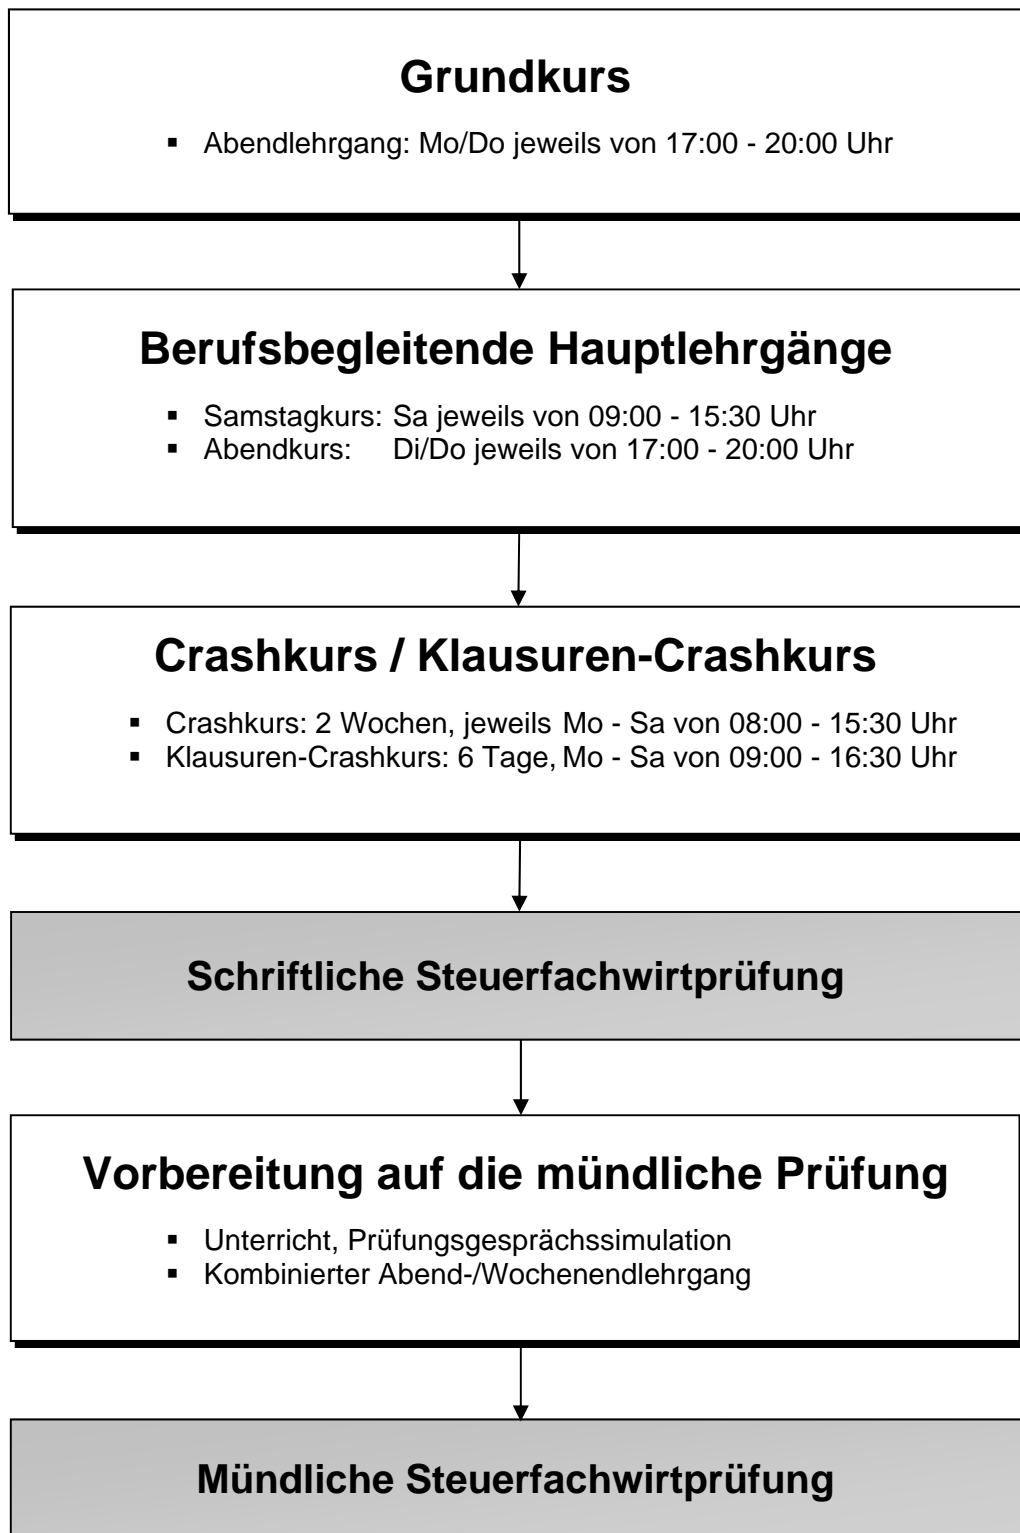 Grundkurs
▪ Abendlehrgang: Mo/Do jeweils von 17:00 - 20:00 Uhr
Berufsbegleitende Hauptlehrgänge
▪ Samstagkurs: Sa jeweils von 09:00 - 15:30 Uhr
▪ Abendkurs: Di/Do jeweils von 17:00 - 20:00 Uhr
Crashkurs / Klausuren-Crashkurs
▪ Crashkurs: 2 Wochen, jeweils Mo - Sa von 08:00 - 15:30 Uhr
▪ Klausuren-Crashkurs: 6 Tage, Mo - Sa von 09:00 - 16:30 Uhr
Schriftliche Steuerfachwirtprüfung
Vorbereitung auf die mündliche Prüfung
▪ Unterricht, Prüfungsgesprächssimulation
▪ Kombinierter Abend-/Wochenendlehrgang
Mündliche Steuerfachwirtprüfung